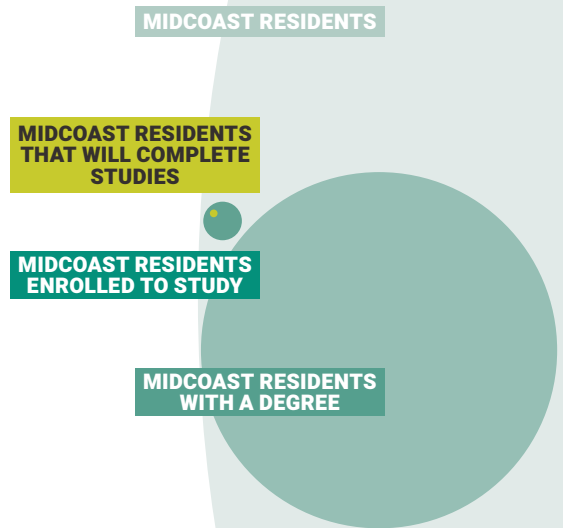 MIDCOAST RESIDENTS
MIDCOAST RESIDENTS
THAT WILL COMPLETE
STUDIES
MIDCOAST RESIDENTS
ENROLLED TO STUDY
MIDCOAST RESIDENTS
WITH A DEGREE